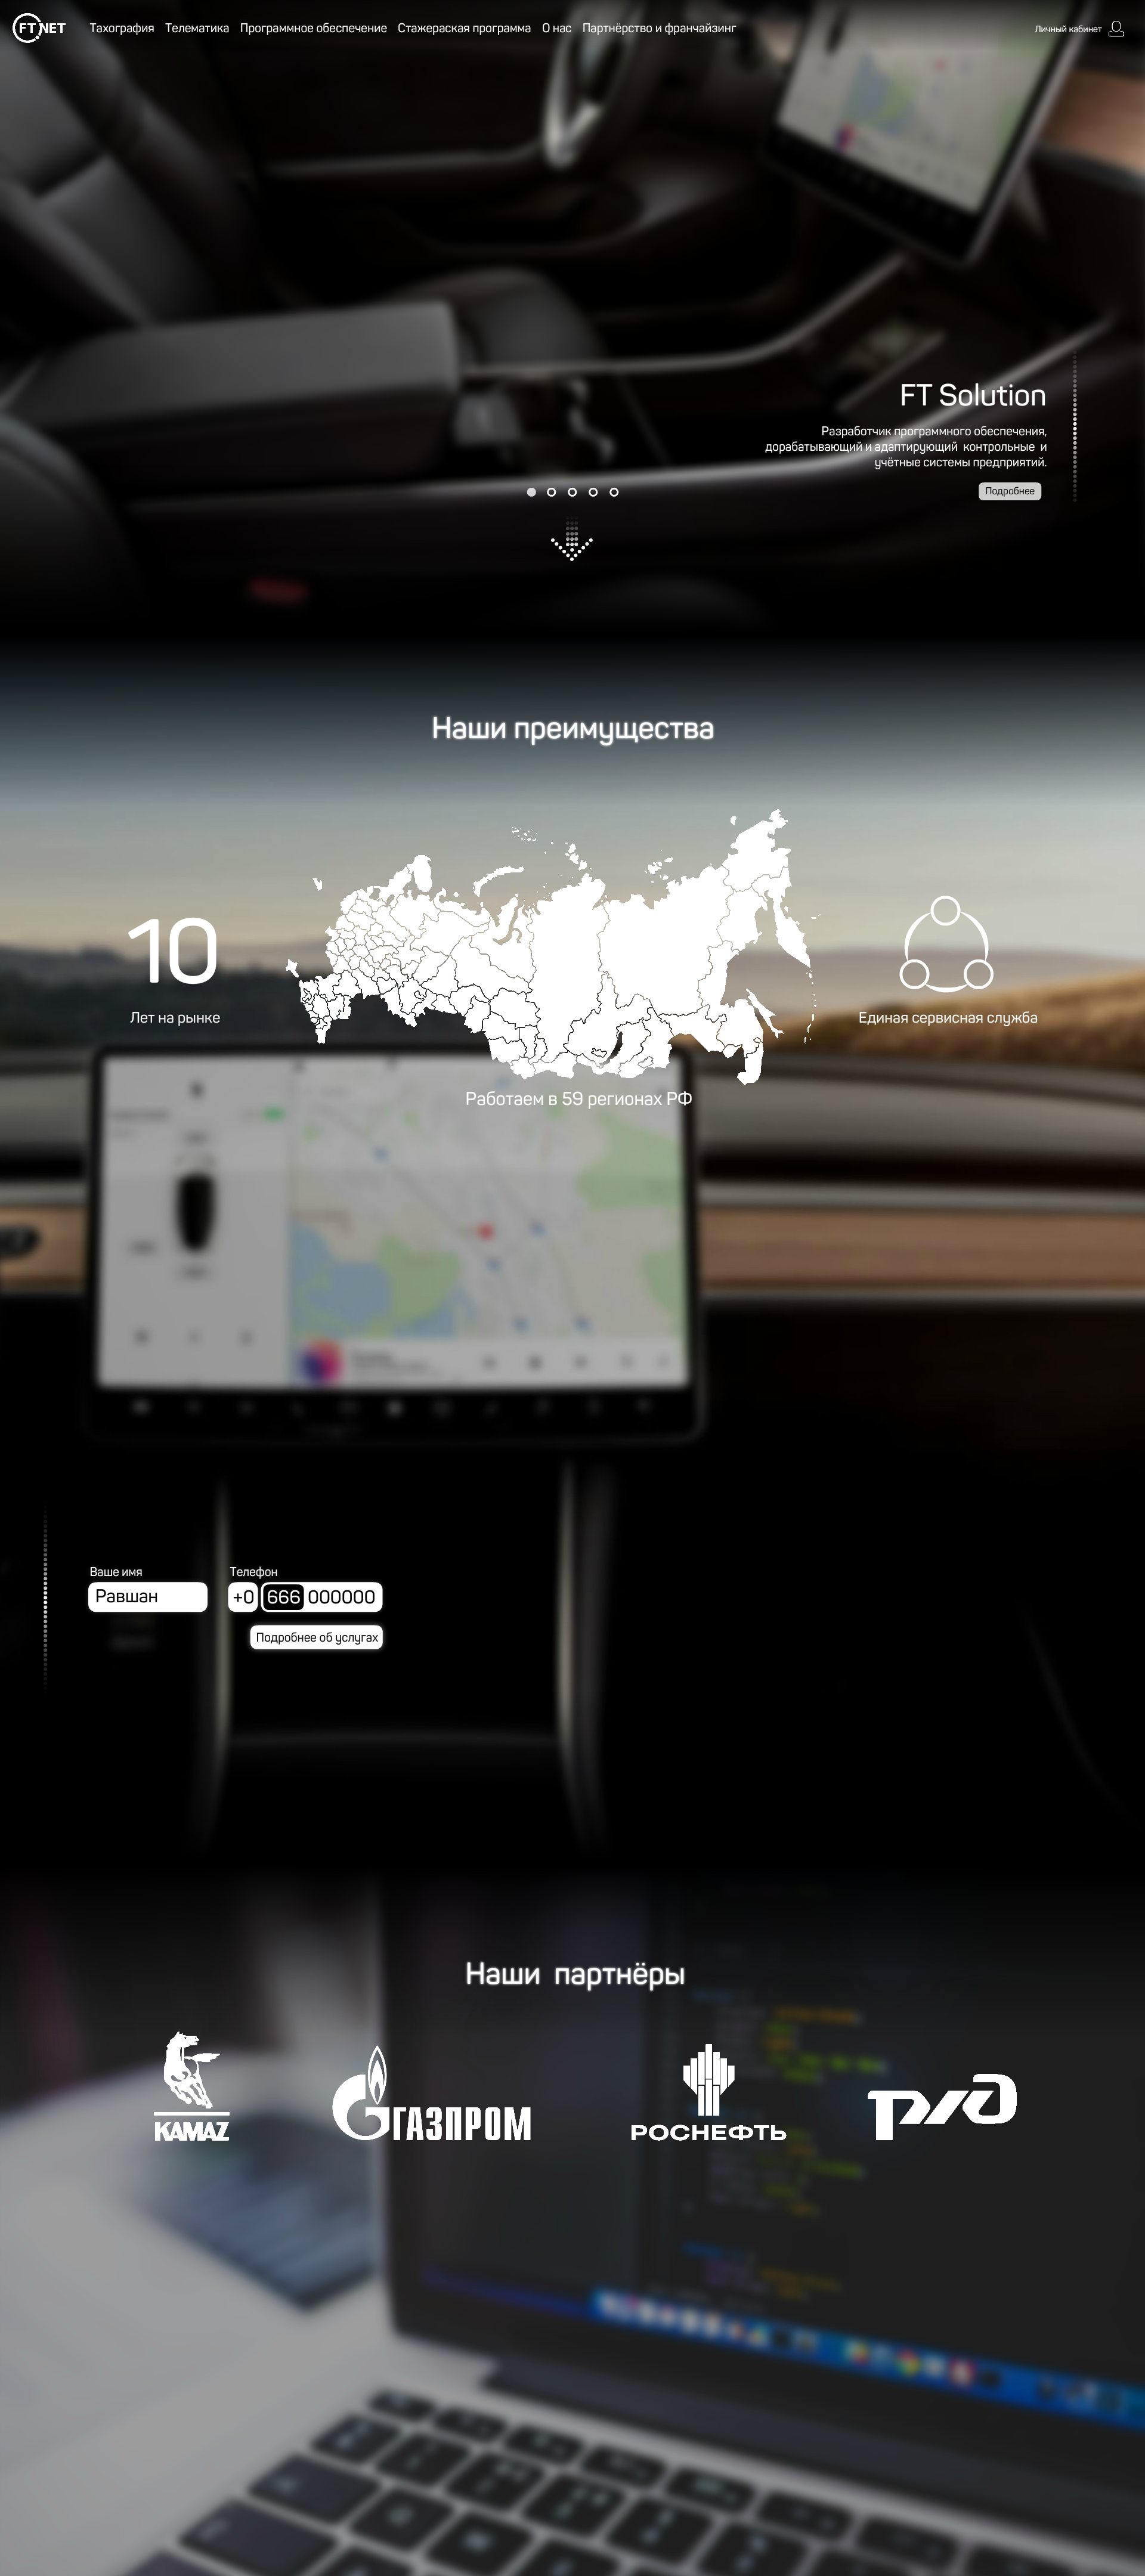 FT NET
Тахография Телематика Программное обеспечение Стажераская программа О нас Партнёрство и франчайзинг
Личный кабинет
FT Solution
Разработчик программного обеспечения,
дорабатывающий и адаптирующий контрольные и
учётные системы предприятий.
Подробнее
Наши преимущества
10
Лет на рынке
Единая сервисная служба
Работаем в 59 регионах РФ
Ваше имя
Телефон
Равшан
+0 666 000000
Подробнее об услугах
Наши партнёры
KAMAZ
ГАЗПРОМ
РОСНЕФТЬ
РЖД